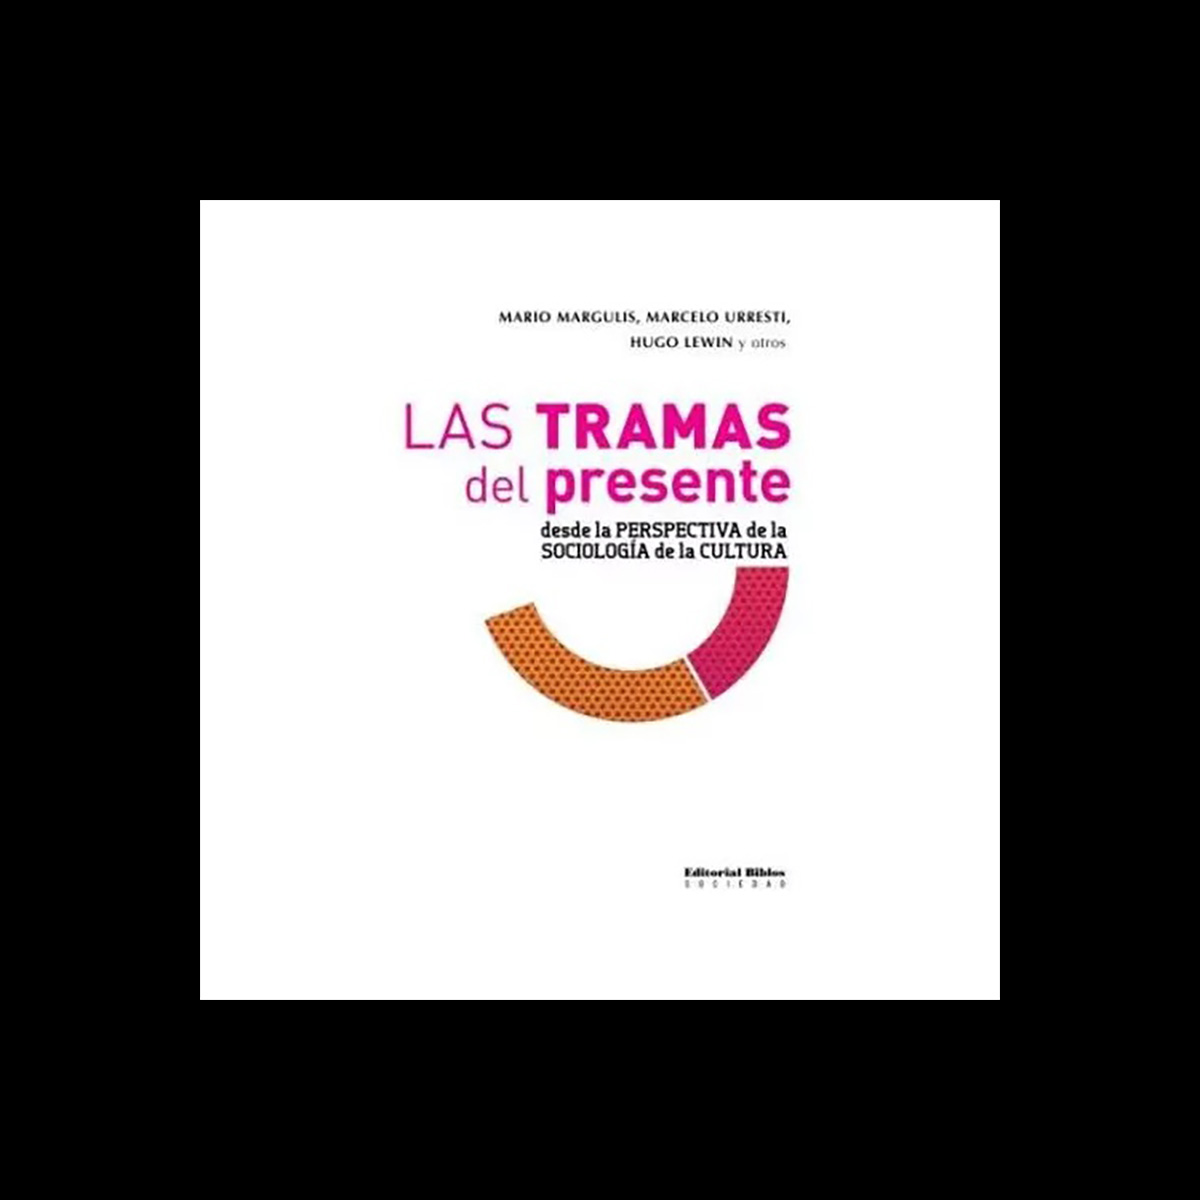 MARIO MARGULIS, MARCELO URRESTI,
HUGO LEWIN y otros
LAS TRAMAS
del presente
desde la PERSPECTIVA de la
SOCIOLOGÍA de la CULTURA
Editorial Biblos
SOCIEDAD